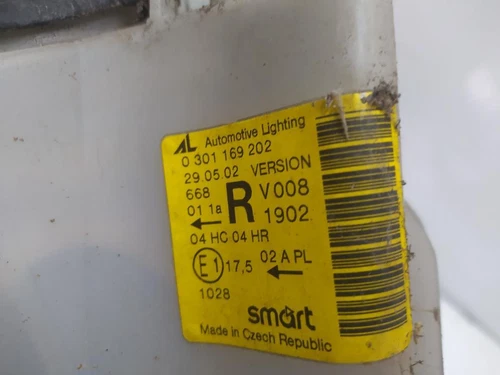 AL Automotive Lighting
0 301 169 202
29.05.02 VERSION
668 R V008
01 1a 1902
04 HC 04 HR
E1 17,5 02 A PL
1028
smart
Made in Czech Republic